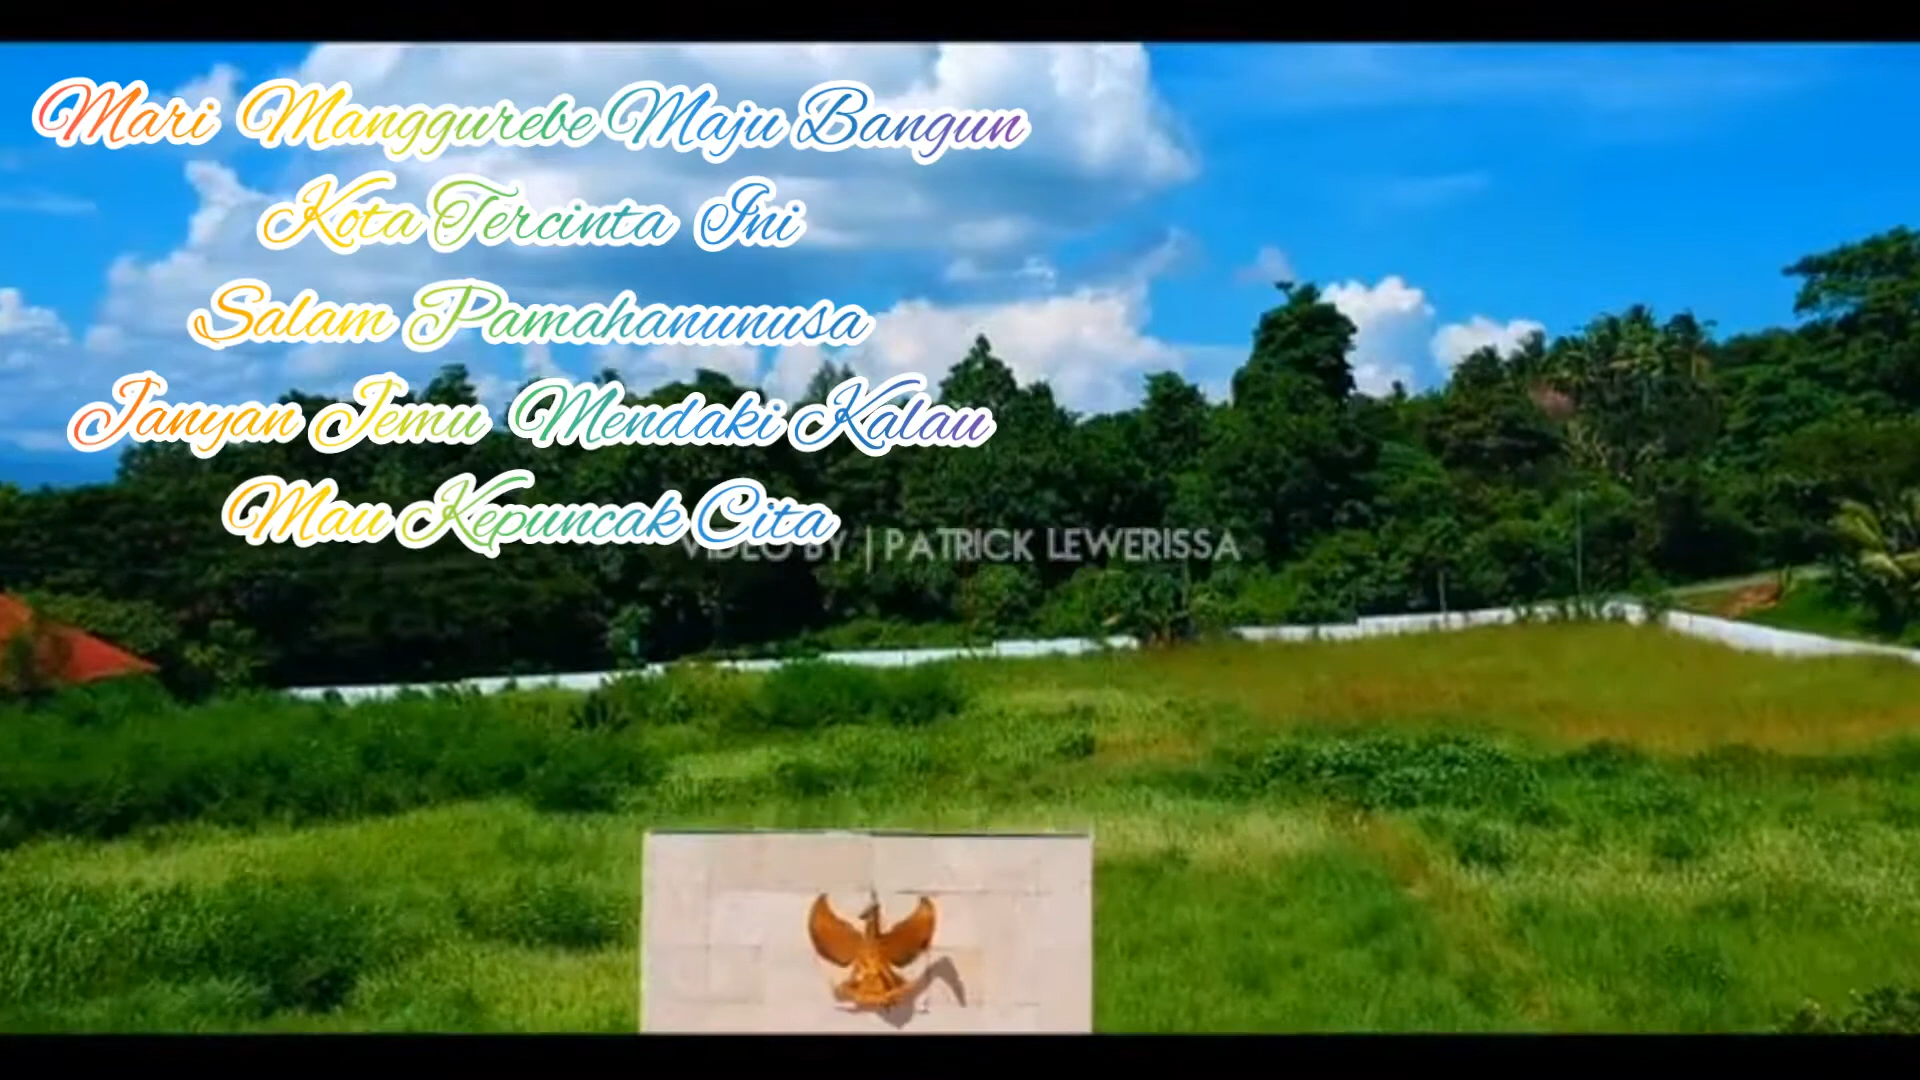 Mari Manggurebe Maju Bangun
Kota Tercinta Ini
Salam Pamahanunusa
Janyan Jemu Mendaki Kalau
Mau Kepuncak Cita
VIDEO BY | PATRICK LEWERISSA